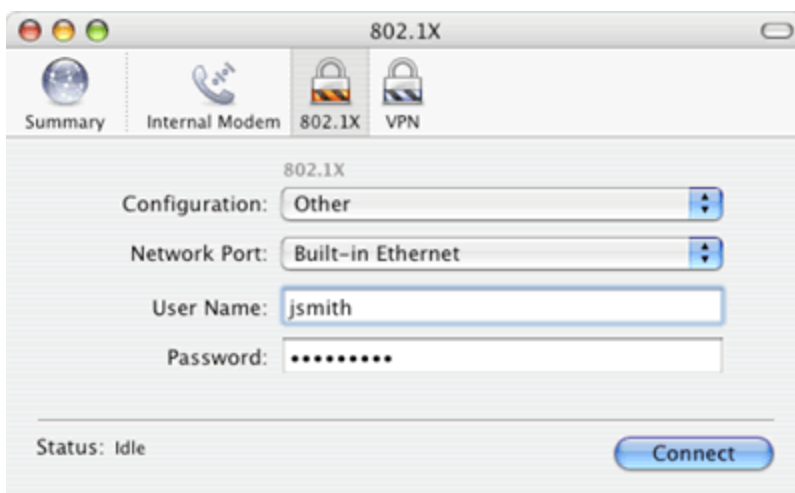 802.1X
Summary
Internal Modem
802.1X
VPN
802.1X
Configuration: Other
Network Port: Built-in Ethernet
User Name: jsmith
Password: •••••••••
Status: Idle
Connect